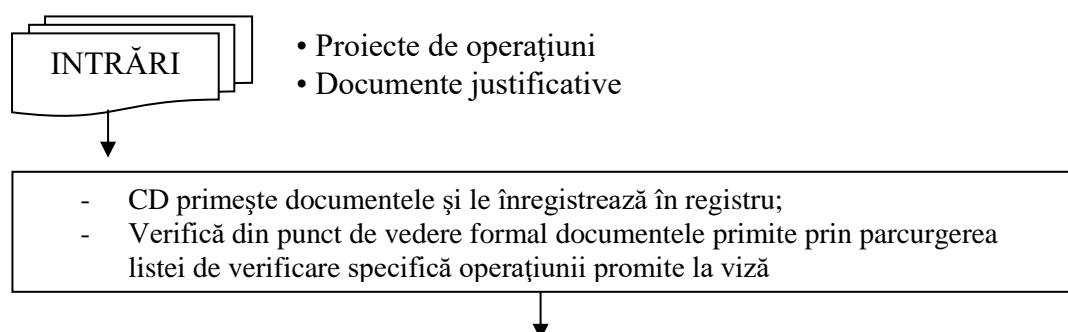 INTRĂRI
• Proiecte de operaţiuni
• Documente justificative
- CD primeşte documentele şi le înregistrează în registru;
- Verifică din punct de vedere formal documentele primite prin parcurgerea
listei de verificare specifică operaţiunii promite la viză